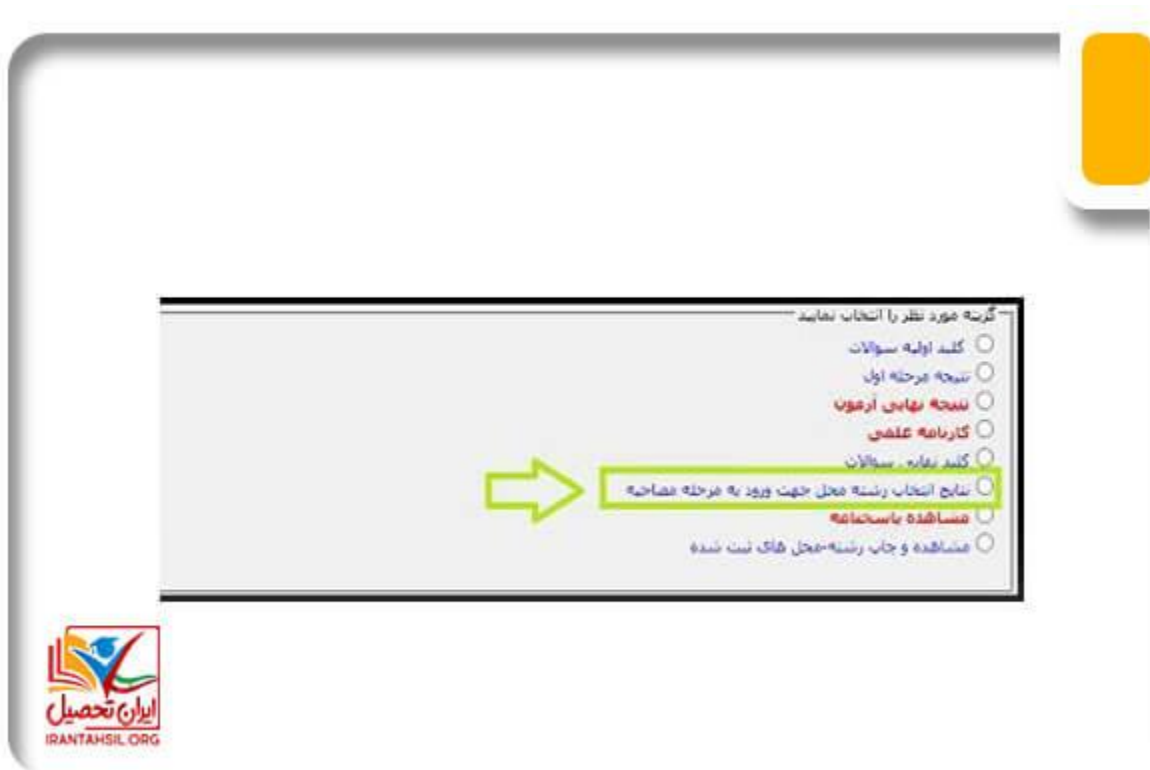 گزینه مورد نظر را انتخاب نمایید
کلید اولیه سوالات
نتیجه مرحله اول
نتیجه نهایی آزمون
کارنامه علمی
کلید نهایی سوالات
نتایج انتخاب رشته محل جهت ورود به مرحله مصاحبه
مشاهده پاسخنامه
مشاهده و چاپ رشته-محل های ثبت شده
ایران تحصیل
IRANTAHSIL.ORG